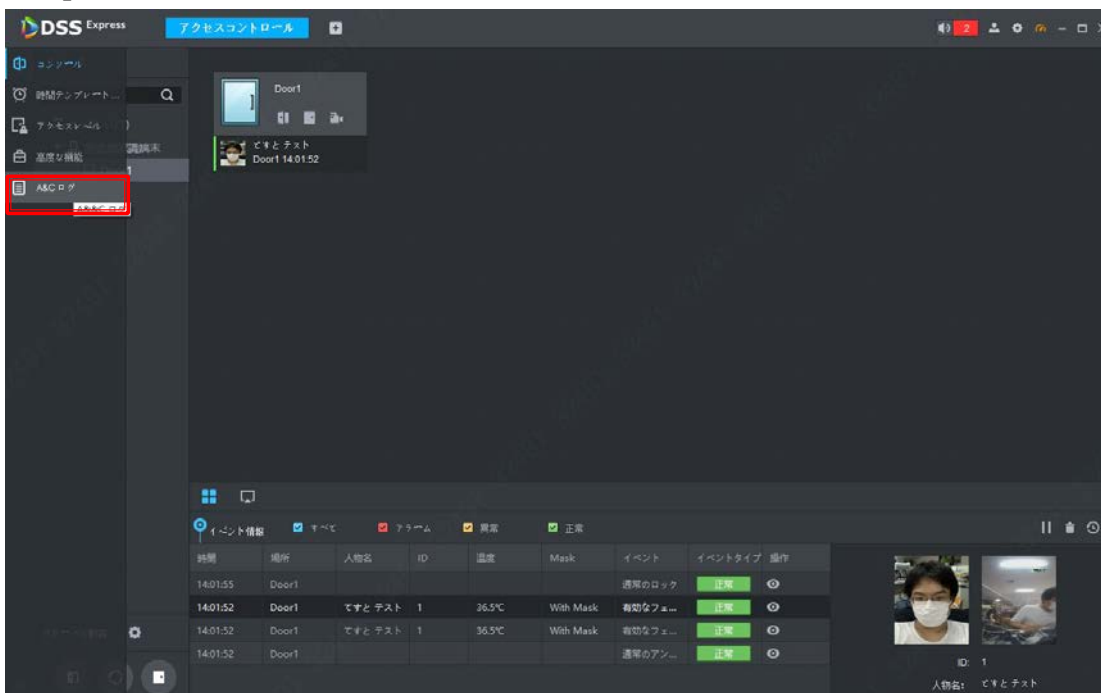 DSS Express
アクセスコントロール
2
コンソール
時間テンプレート...
アクセスレベル
高度な機能
1
A&Cログ
Door1
てすと テスト
Door1 14:01:52
イベント情報
すべて
アラーム
異常
正常
時間 場所 人物名 ID 温度 Mask イベント イベントタイプ 操作
14:01:55 Door1 通常のロック 正常
14:01:52 Door1 てすと テスト 1 36.5℃ With Mask 有効なフェ... 正常
14:01:52 Door1 てすと テスト 1 36.5℃ With Mask 有効なフェ... 正常
14:01:52 Door1 通常のアン... 正常
ID: 1
人物名: てすと テスト